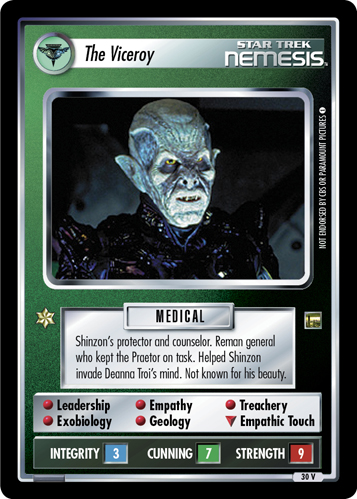 The Viceroy
STAR TREK
NEMESIS
NOT ENDORSED BY CBS OR PARAMOUNT PICTURES
MEDICAL
Shinzon's protector and counselor. Reman general
who kept the Praetor on task. Helped Shinzon
invade Deanna Troi's mind. Not known for his beauty.
Leadership Empathy Treachery
Exobiology Geology Empathic Touch
INTEGRITY 3 CUNNING 7 STRENGTH 9
30 V